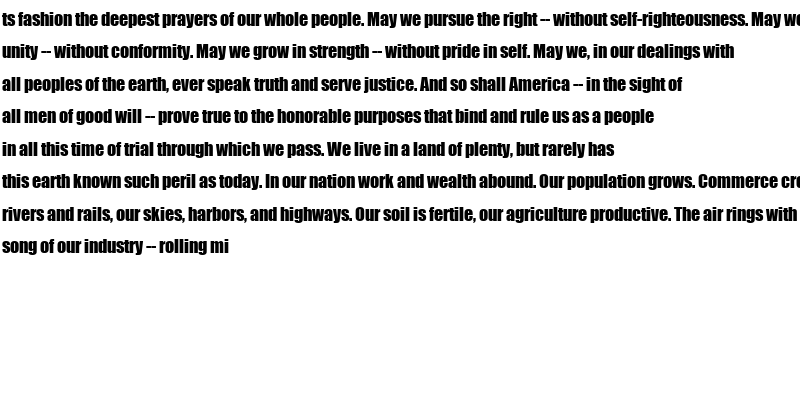 ts fashion the deepest prayers of our whole people. May we pursue the right -- without self-righteousness. May we
unity -- without conformity. May we grow in strength -- without pride in self. May we, in our dealings with
all peoples of the earth, ever speak truth and serve justice. And so shall America -- in the sight of
all men of good will -- prove true to the honorable purposes that bind and rule us as a people
in all this time of trial through which we pass. We live in a land of plenty, but rarely has
this earth known such peril as today. In our nation work and wealth abound. Our population grows. Commerce cr
rivers and rails, our skies, harbors, and highways. Our soil is fertile, our agriculture productive. The air rings with
song of our industry -- rolling mi